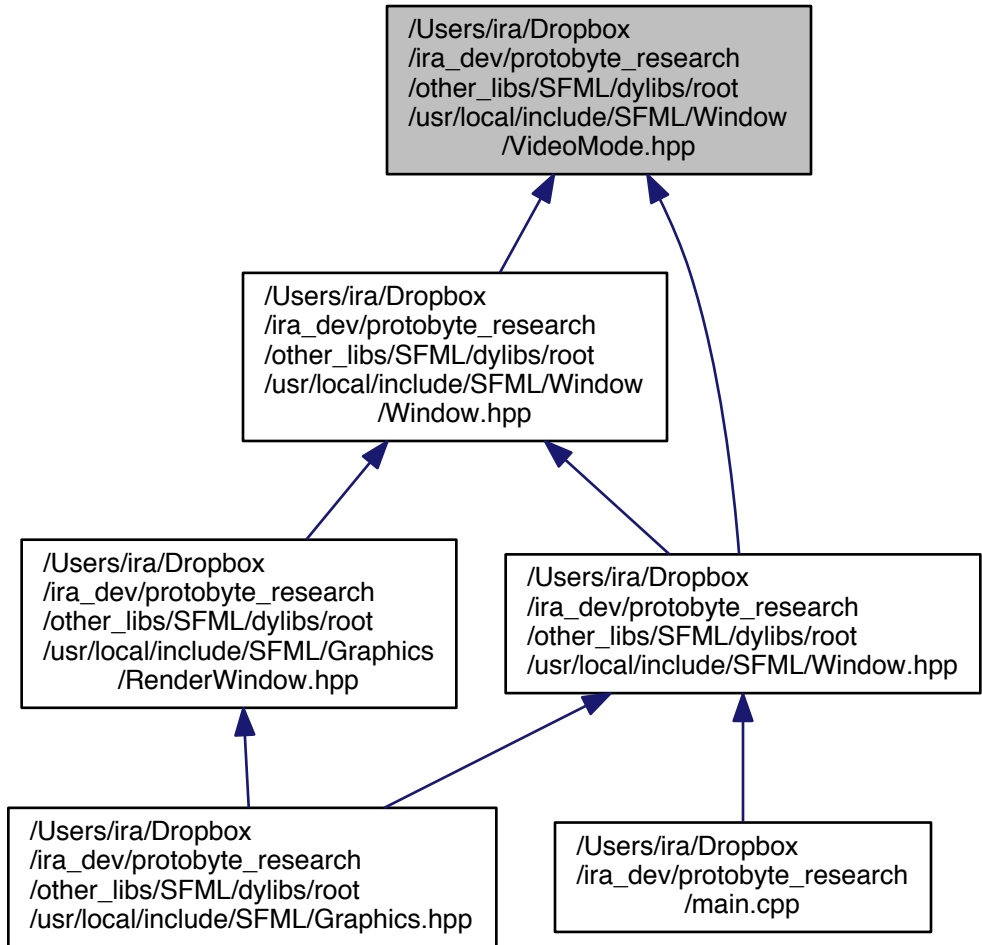 /Users/ira/Dropbox
/ira_dev/protobyte_research
/other_libs/SFML/dylibs/root
/usr/local/include/SFML/Window
/VideoMode.hpp
/Users/ira/Dropbox
/ira_dev/protobyte_research
/other_libs/SFML/dylibs/root
/usr/local/include/SFML/Window
/Window.hpp
/Users/ira/Dropbox
/ira_dev/protobyte_research
/other_libs/SFML/dylibs/root
/usr/local/include/SFML/Graphics
/RenderWindow.hpp
/Users/ira/Dropbox
/ira_dev/protobyte_research
/other_libs/SFML/dylibs/root
/usr/local/include/SFML/Window.hpp
/Users/ira/Dropbox
/ira_dev/protobyte_research
/other_libs/SFML/dylibs/root
/usr/local/include/SFML/Graphics.hpp
/Users/ira/Dropbox
/ira_dev/protobyte_research
/main.cpp